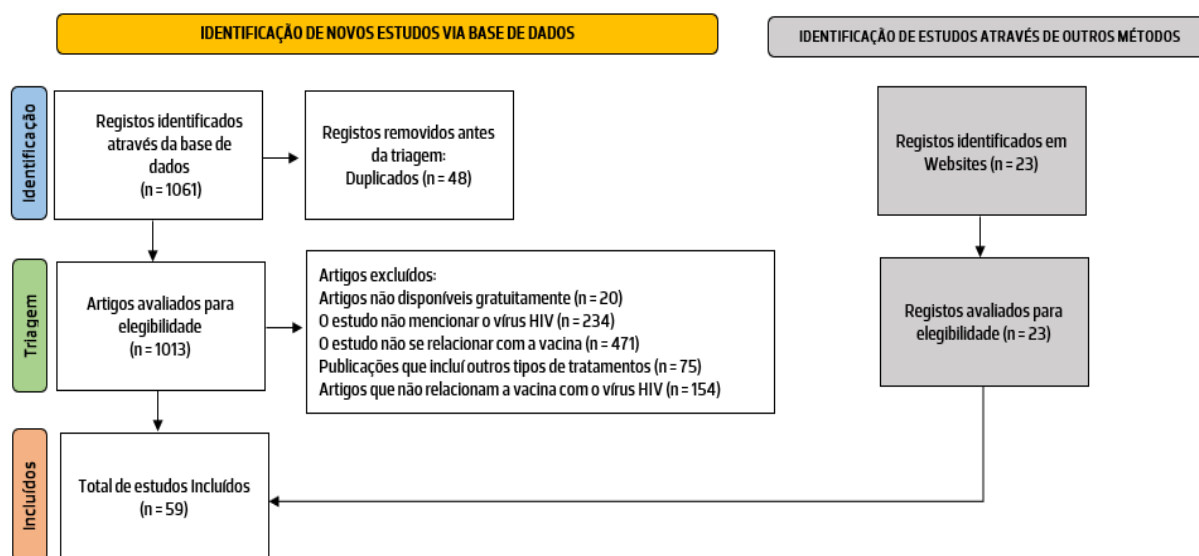 IDENTIFICAÇÃO DE NOVOS ESTUDOS VIA BASE DE DADOS
IDENTIFICAÇÃO DE ESTUDOS ATRAVÉS DE OUTROS MÉTODOS
Identificação
Registos identificados
através da base de
dados
(n = 1061)
Registos removidos antes
da triagem:
Duplicados (n = 48)
Registos identificados em
Websites (n = 23)
Triagem
Artigos avaliados para
elegibilidade
(n = 1013)
Artigos excluídos:
Artigos não disponíveis gratuitamente (n = 20)
O estudo não mencionar o vírus HIV (n = 234)
O estudo não se relacionar com a vacina (n = 471)
Publicações que incluí outros tipos de tratamentos (n = 75)
Artigos que não relacionam a vacina com o vírus HIV (n = 154)
Registos avaliados para
elegibilidade (n = 23)
Incluídos
Total de estudos Incluídos
(n = 59)